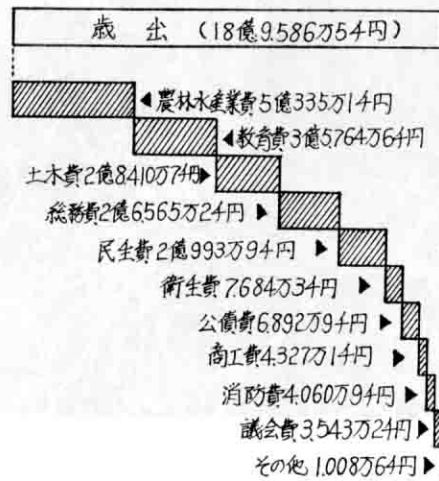 歳出（18億9.586万54円）
◀農林水産業費5億335万14円
◀教育費3億5,764万64円
土木費2億8,410万74円▶
総務費2億6,565万24円▶
民生費2億993万94円▶
衛生費7.684万34円▶
公債費6.892万94円▶
商工費4.327万14円▶
消防費4.060万94円▶
議会費3,543万24円▶
その他1.008万64円▶